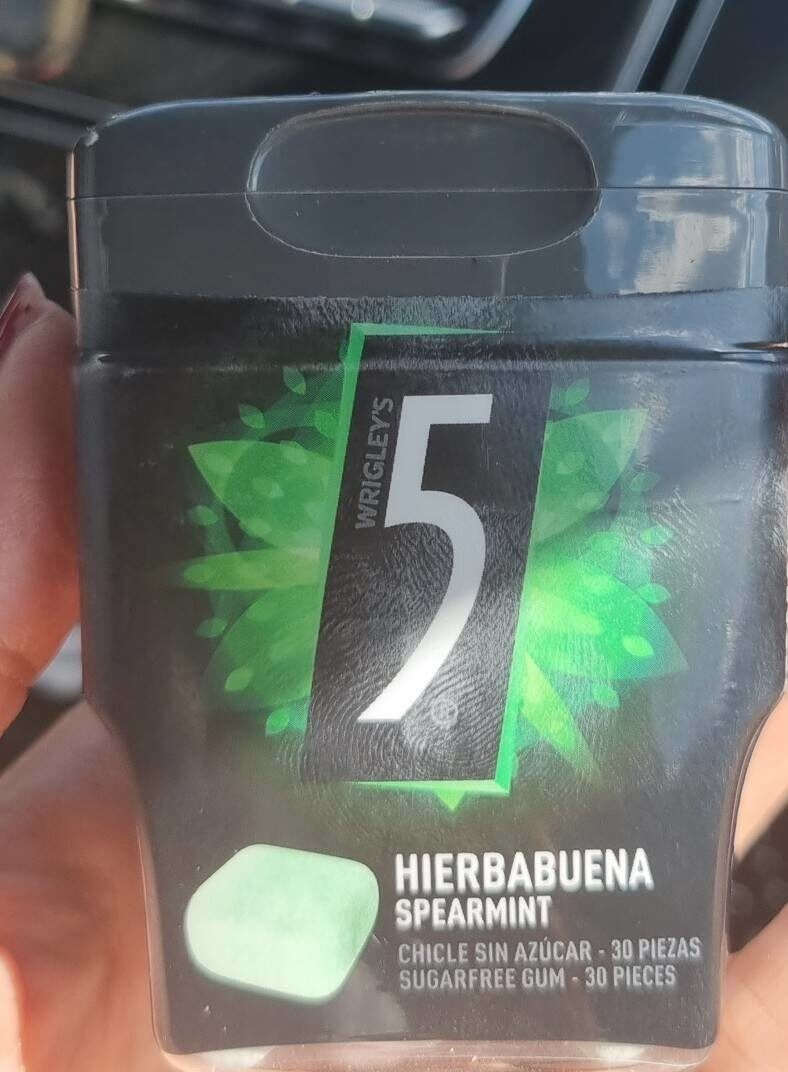 WRIGLEY'S
5
HIERBABUENA
SPEARMINT
CHICLE SIN AZÚCAR - 30 PIEZAS
SUGARFREE GUM - 30 PIECES